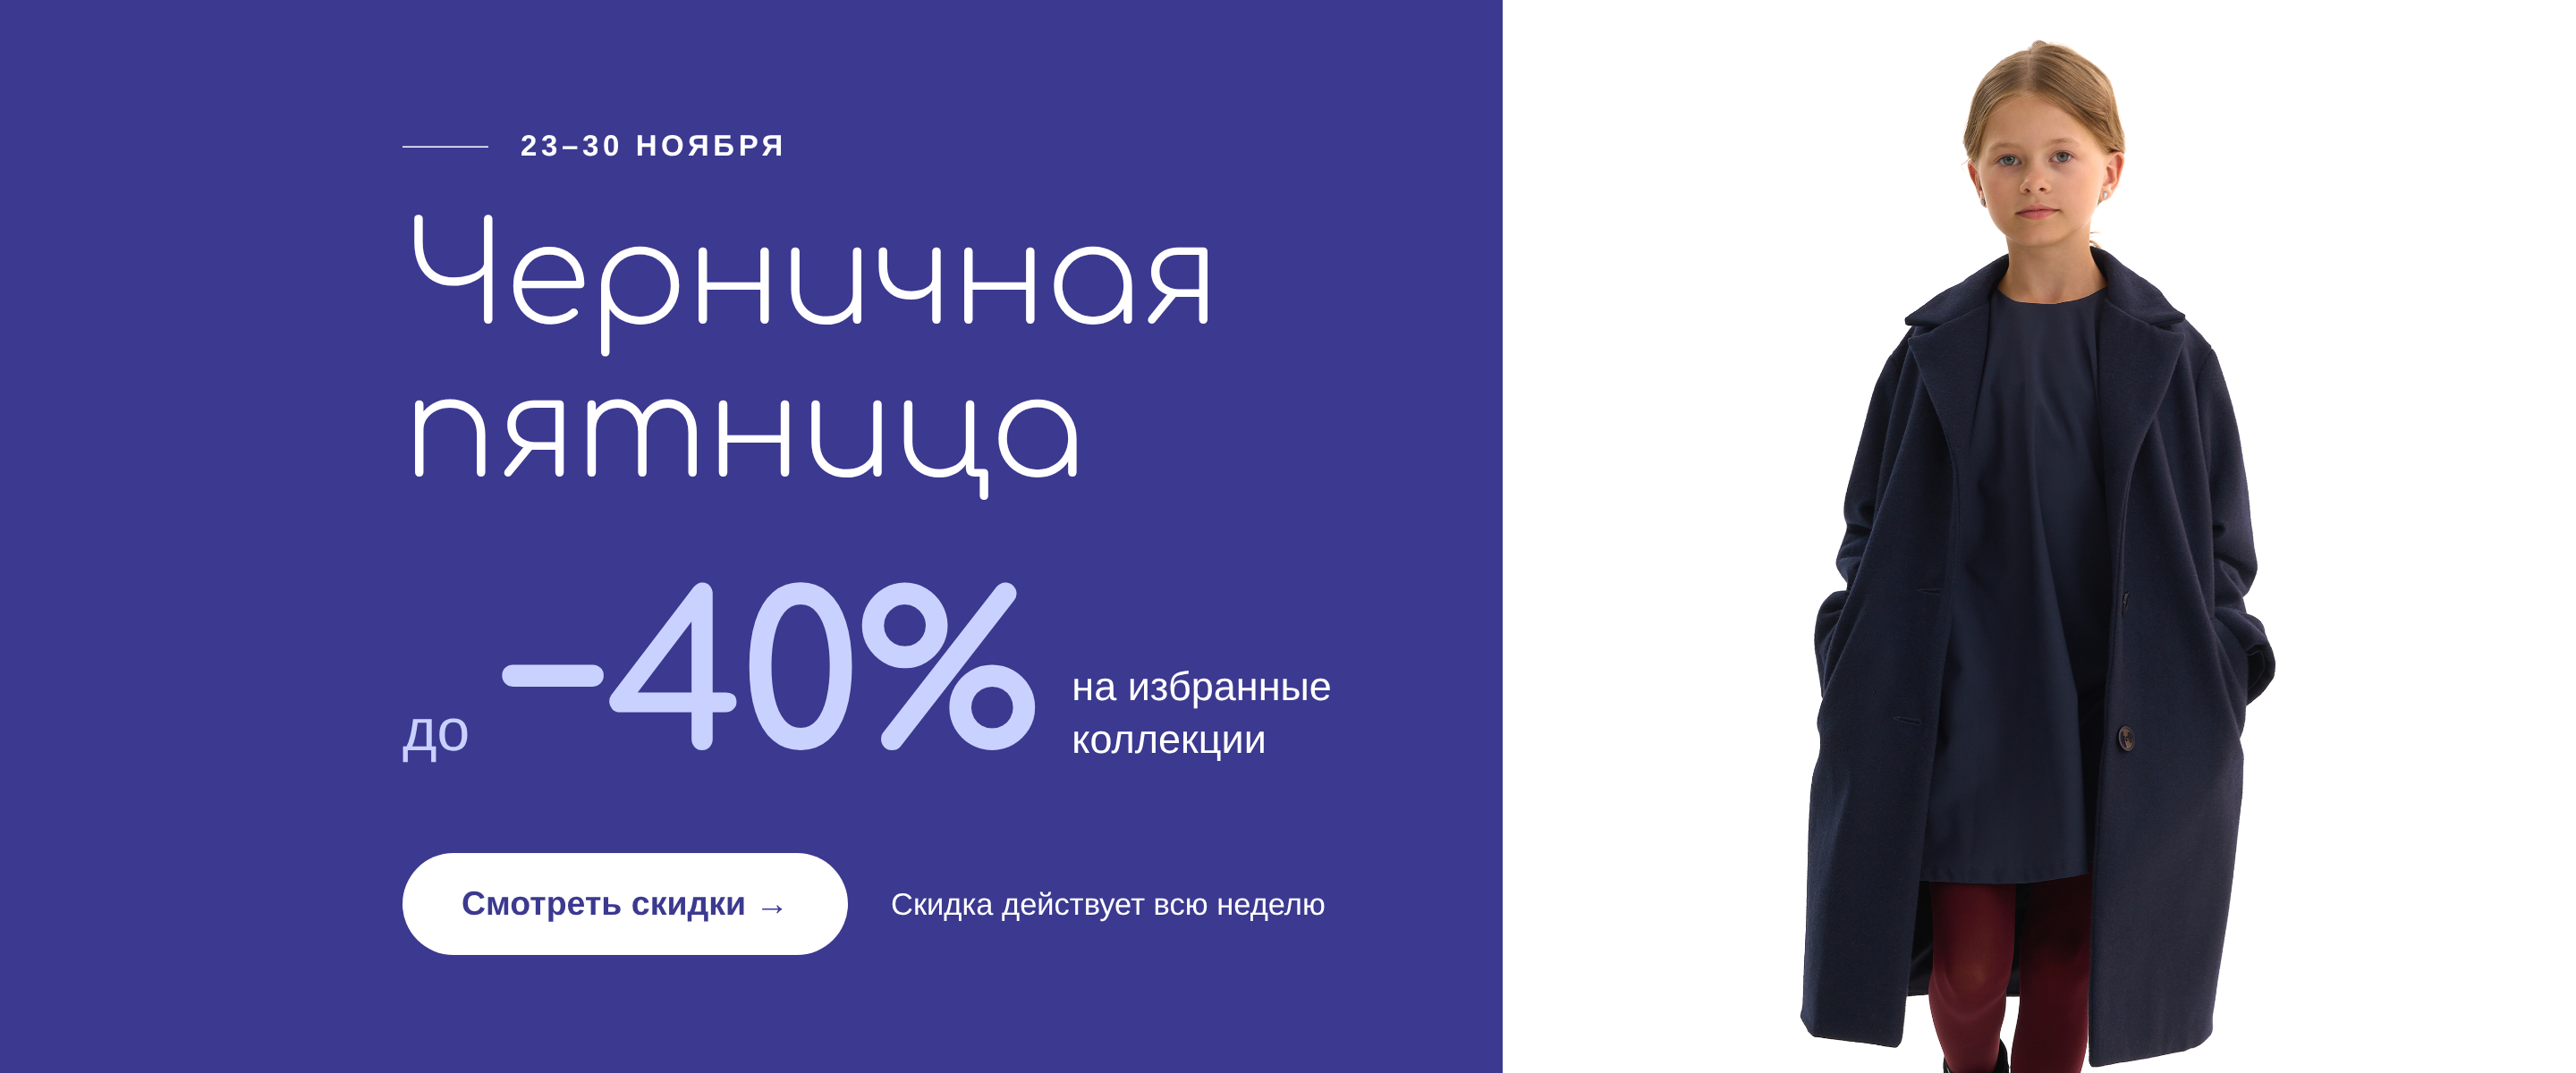 23–30 НОЯБРЯ
Черничная
пятница
до –40% на избранные
коллекции
Смотреть скидки →
Скидка действует всю неделю